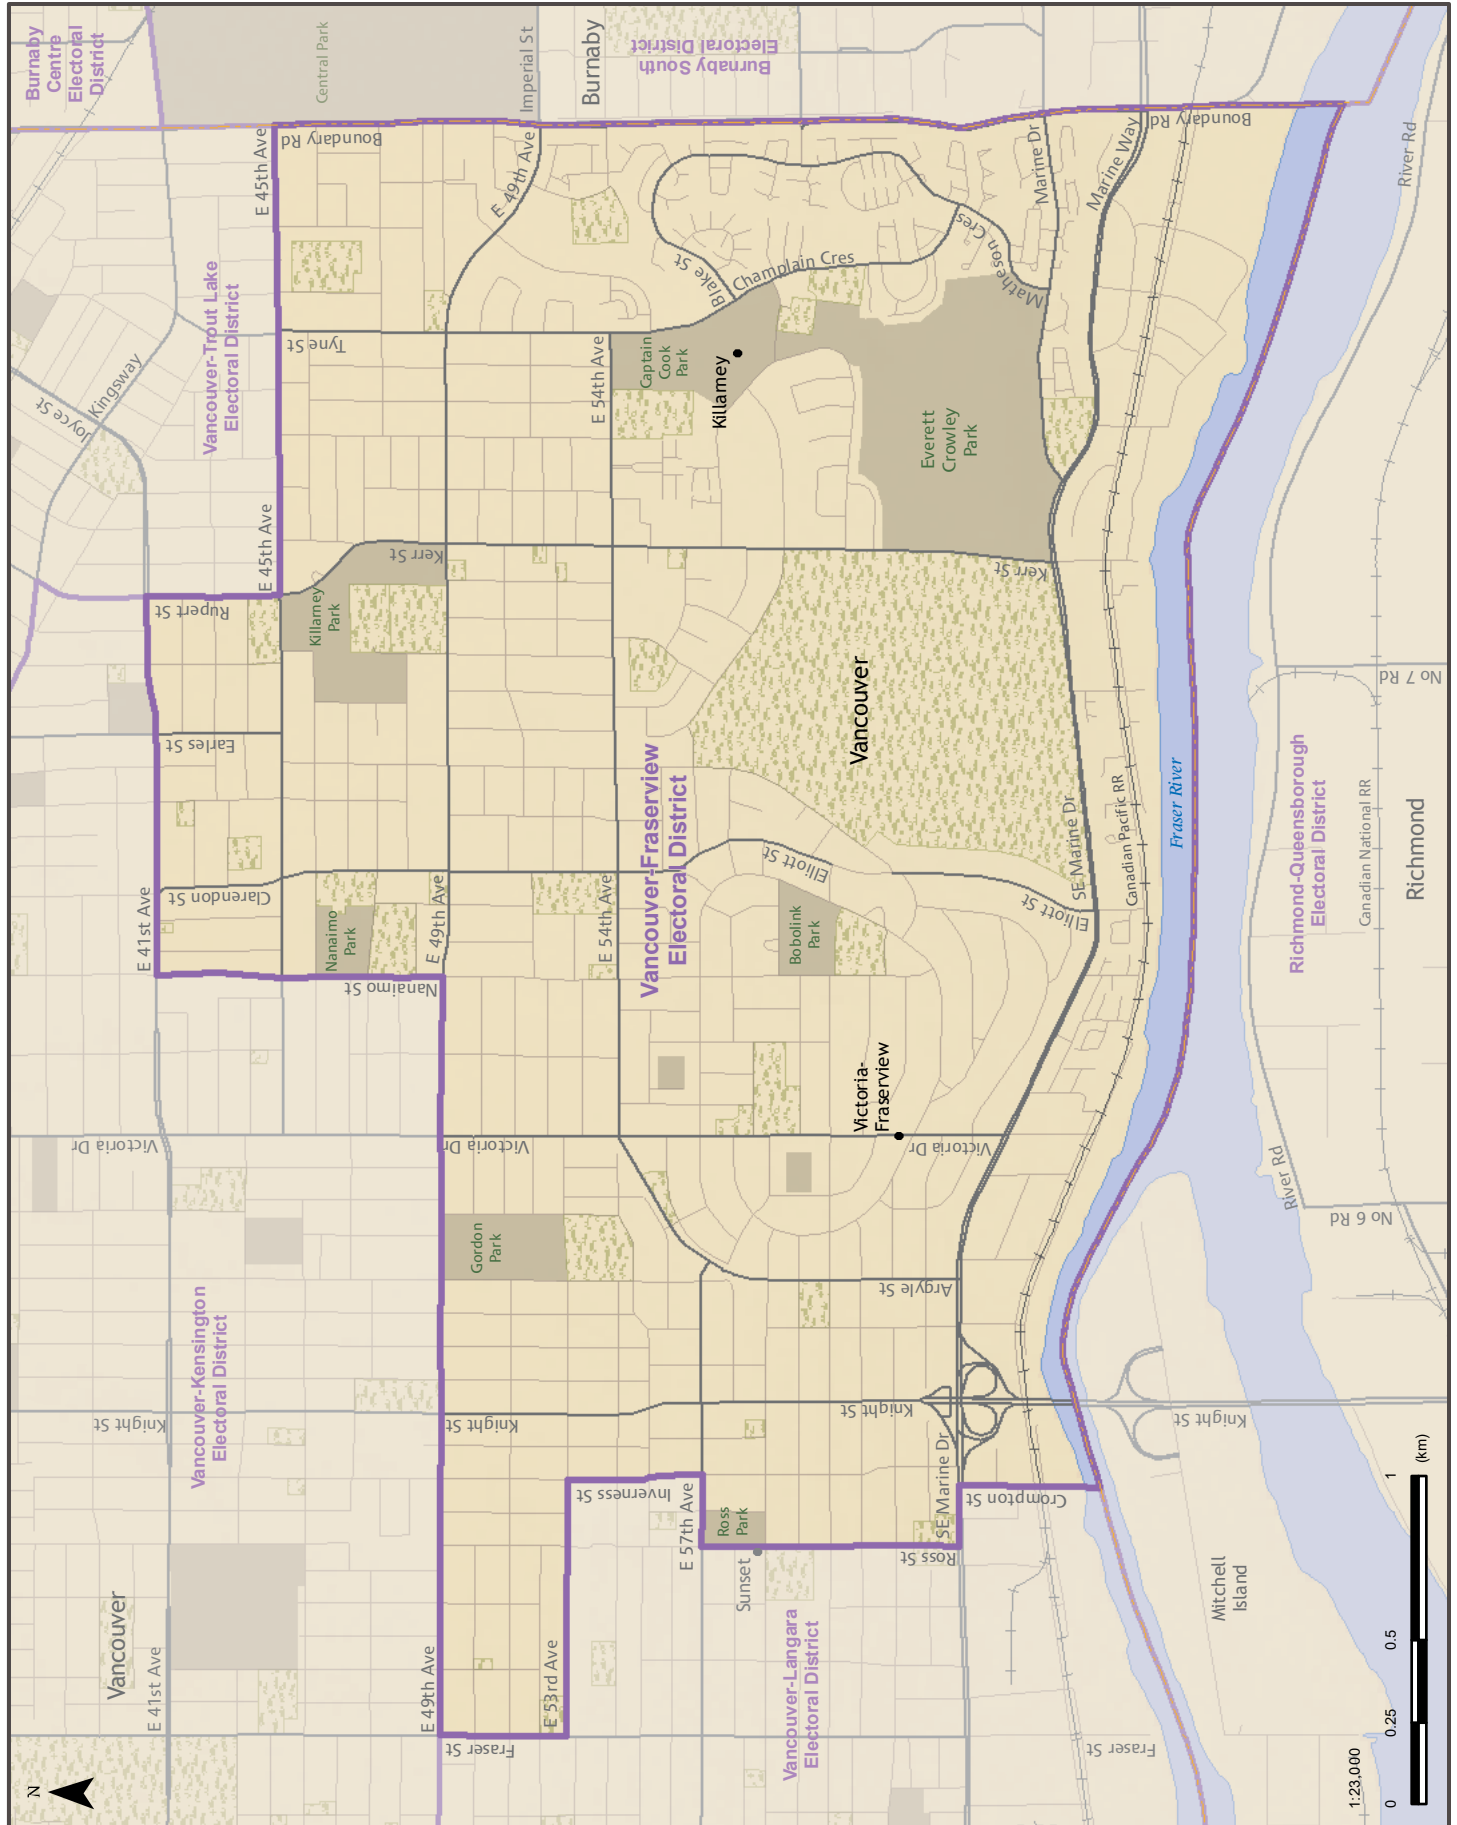 Burnaby
Centre
Electoral
District
Central Park
Imperial St
Burnaby
Burnaby South
Electoral District
E 45th Ave
Boundary Rd
E 49th Ave
Marine Dr
Marine Way
Boundary Rd
River Rd
Joyce St
Kingsway
Vancouver-Trout Lake
Electoral District
Tyne St
Blake St
Champlain Cres
Matheson Cres
E 54th Ave
Captain
Cook
Park
Killarney
Everett
Crowley
Park
E 45th Ave
Kerr St
Kerr St
Rupert St
Killarney
Park
Earles St
Vancouver
No 7 Rd
Vancouver-Fraserview
Electoral District
SE Marine Dr
Canadian Pacific RR
Fraser River
Richmond-Queensborough
Electoral District
Canadian National RR
Richmond
E 41st Ave
Clarendon St
Nanaimo
Park
E 49th Ave
E 54th Ave
Elliott St
Bobolink
Park
Elliott St
Nanaimo St
Victoria-
Fraserview
Victoria Dr
Victoria Dr
Victoria Dr
River Rd
No 6 Rd
Gordon
Park
Argyle St
Vancouver-Kensington
Electoral District
Knight St
Knight St
Knight St
Knight St
Inverness St
E 57th Ave
Ross
Park
SE Marine Dr
Crompton St
Ross St
Sunset
Mitchell
Island
Vancouver
E 41st Ave
E 49th Ave
E 53rd Ave
Vancouver-Langara
Electoral District
Fraser St
Fraser St
N
1:23,000
0
0.25
0.5
1
(km)